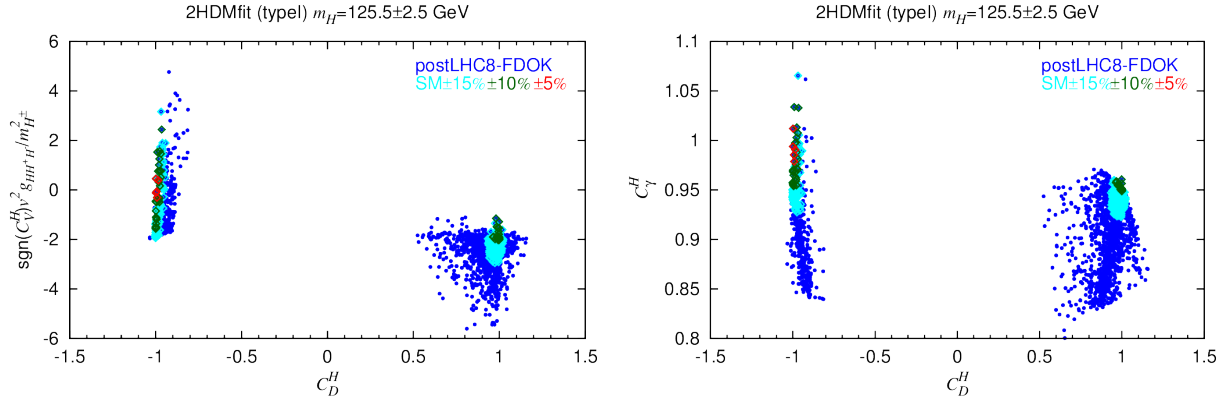 2HDMfit (typeI) m_H=125.5±2.5 GeV
postLHC8-FDOK
SM±15%±10%±5%
sgn(C_V^H)v^2 g_{HH^+H^-}/m_{H^±}^2
6
4
2
0
-2
-4
-6
-1.5
-1
-0.5
0
0.5
1
1.5
C_D^H
2HDMfit (typeI) m_H=125.5±2.5 GeV
postLHC8-FDOK
SM±15%±10%±5%
C_γ^H
1.1
1.05
1
0.95
0.9
0.85
0.8
-1.5
-1
-0.5
0
0.5
1
1.5
C_D^H